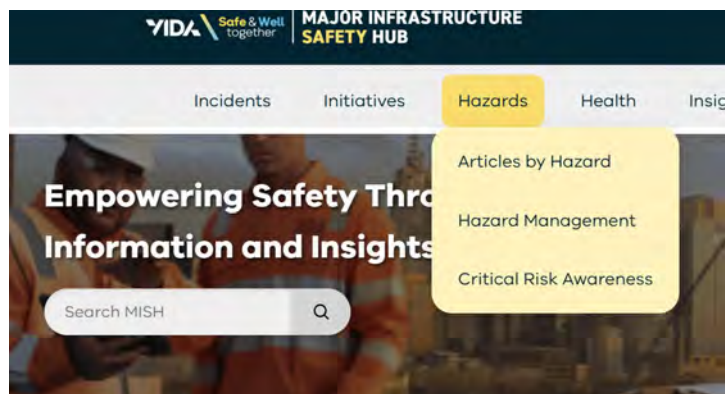 VIDA Safe & Well together MAJOR INFRASTRUCTURE SAFETY HUB
Incidents Initiatives Hazards Health
Articles by Hazard
Hazard Management
Critical Risk Awareness
Empowering Safety
Information and Insights
Search MISH